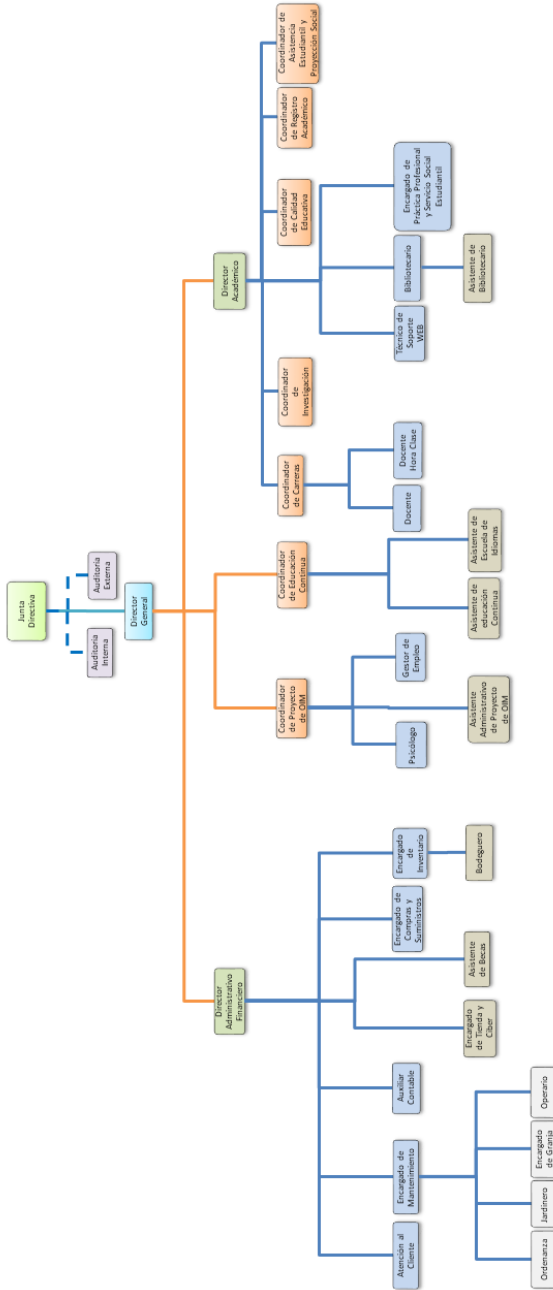 Junta
Directiva
Auditoria
Interna
Auditoria
Externa
Director
General
Director
Administrativo
Financiero
Director
Académico
Coordinador
de Proyecto
de OIM
Coordinador
de Educación
Continua
Coordinador
de Carreras
Coordinador
de
Investigación
Coordinador
de Calidad
Educativa
Coordinador
de Registro
Académico
Coordinador de
Asistencia
Estudiantil y
Proyección Social
Atención al
Cliente
Encargado de
Mantenimiento
Auxiliar
Contable
Encargado de
Compras y
Suministros
Encargado
de
Inventario
Psicólogo
Gestor de
Empleo
Docente
Docente
Hora Clase
Técnico de
Soporte
WEB
Bibliotecario
Encargado de
Práctica Profesional
y Servicio Social
Estudiantil
Encargado
de Tienda y
Ciber
Asistente
de Becas
Bodeguero
Asistente
Administrativo
de Proyecto
de OIM
Asistente de
educación
Continua
Asistente de
Escuela de
Idiomas
Asistente de
Bibliotecario
Ordenanza
Jardinero
Encargado
de Granja
Operario